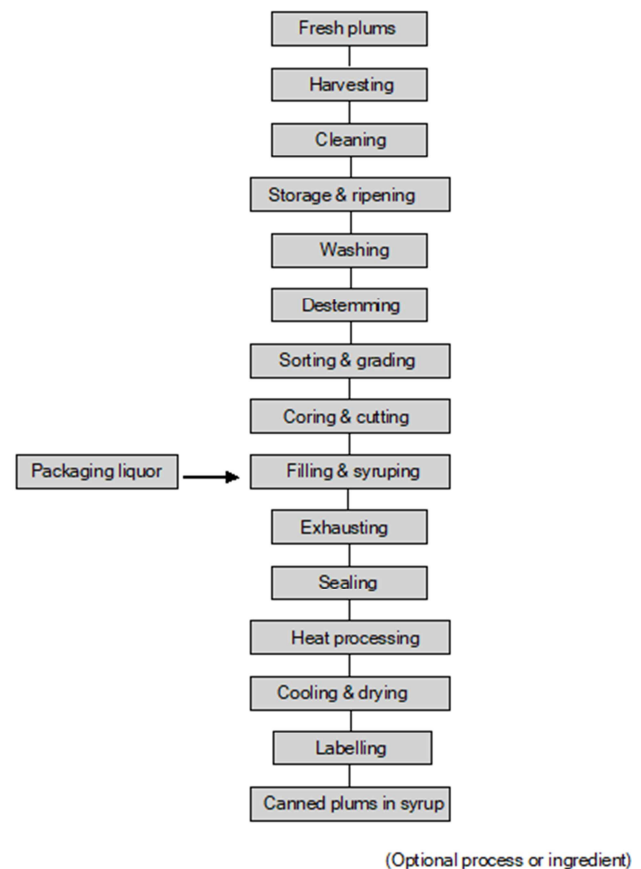 Fresh plums
Harvesting
Cleaning
Storage & ripening
Washing
Destemming
Sorting & grading
Coring & cutting
Packaging liquor
Filling & syruping
Exhausting
Sealing
Heat processing
Cooling & drying
Labelling
Canned plums in syrup
(Optional process or ingredient)